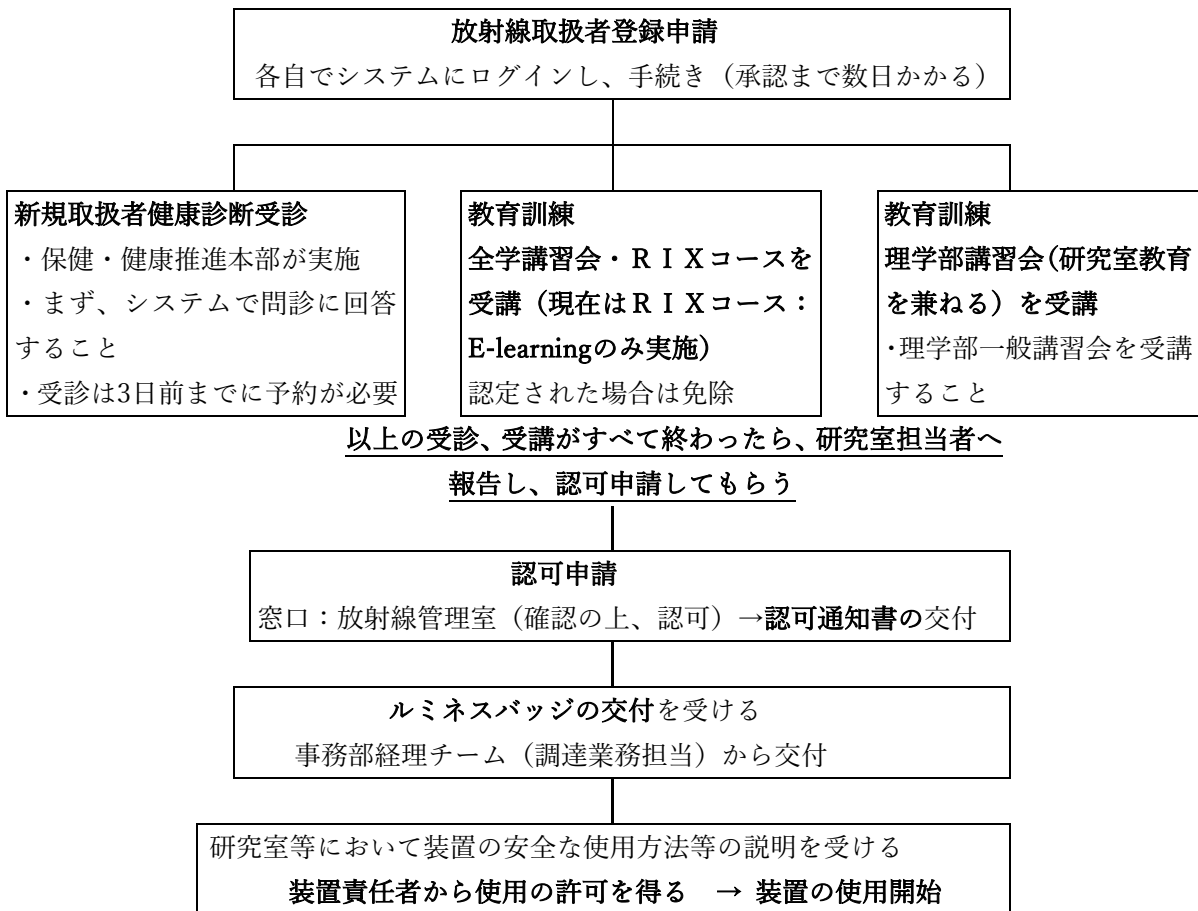 放射線取扱者登録申請
各自でシステムにログインし、手続き（承認まで数日かかる）
新規取扱者健康診断受診
・保健・健康推進本部が実施
・まず、システムで問診に回答
すること
・受診は3日前までに予約が必要
教育訓練
全学講習会・ＲＩＸコースを
受講（現在はＲＩＸコース：
E-learningのみ実施）
認定された場合は免除
教育訓練
理学部講習会（研究室教育
を兼ねる）を受講
・理学部一般講習会を受講
すること
以上の受診、受講がすべて終わったら、研究室担当者へ
報告し、認可申請してもらう
認可申請
窓口：放射線管理室（確認の上、認可）→認可通知書の交付
ルミネスバッジの交付を受ける
事務部経理チーム（調達業務担当）から交付
研究室等において装置の安全な使用方法等の説明を受ける
装置責任者から使用の許可を得る　→ 装置の使用開始